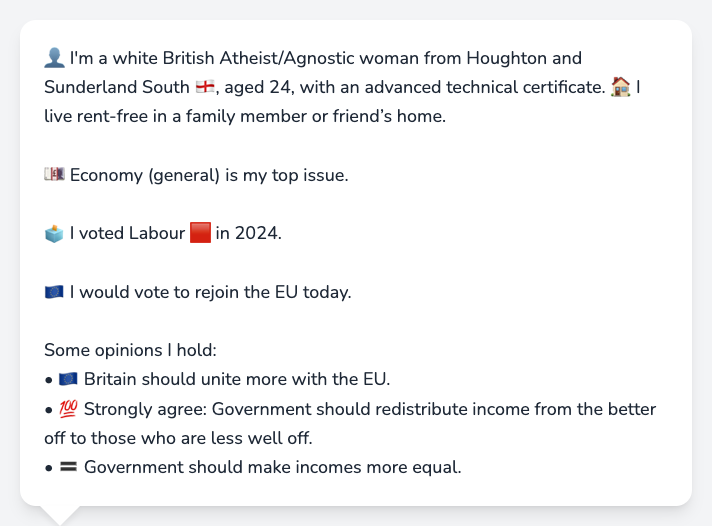 👤 I'm a white British Atheist/Agnostic woman from Houghton and
Sunderland South 🏴󠁧󠁢󠁥󠁮󠁧󠁿, aged 24, with an advanced technical certificate. 🏠 I
live rent-free in a family member or friend’s home.
💷 Economy (general) is my top issue.
🗳️ I voted Labour 🟥 in 2024.
🇪🇺 I would vote to rejoin the EU today.
Some opinions I hold:
• 🇪🇺 Britain should unite more with the EU.
• 💯 Strongly agree: Government should redistribute income from the better
off to those who are less well off.
• 🟰 Government should make incomes more equal.